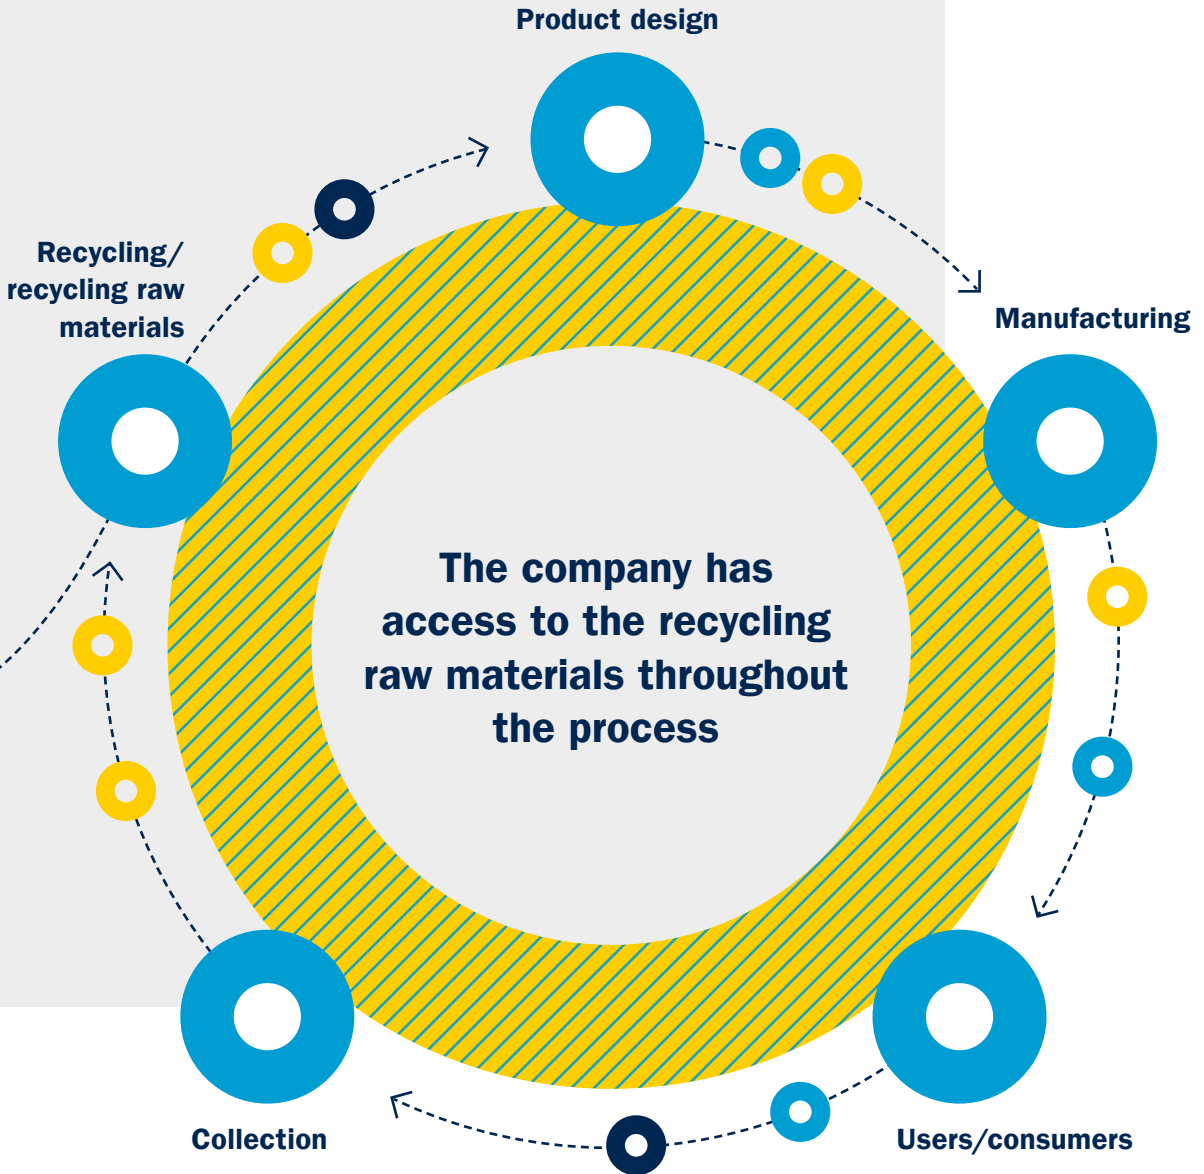 Product design
Recycling/
recycling raw
materials
Manufacturing
The company has
access to the recycling
raw materials throughout
the process
Collection
Users/consumers